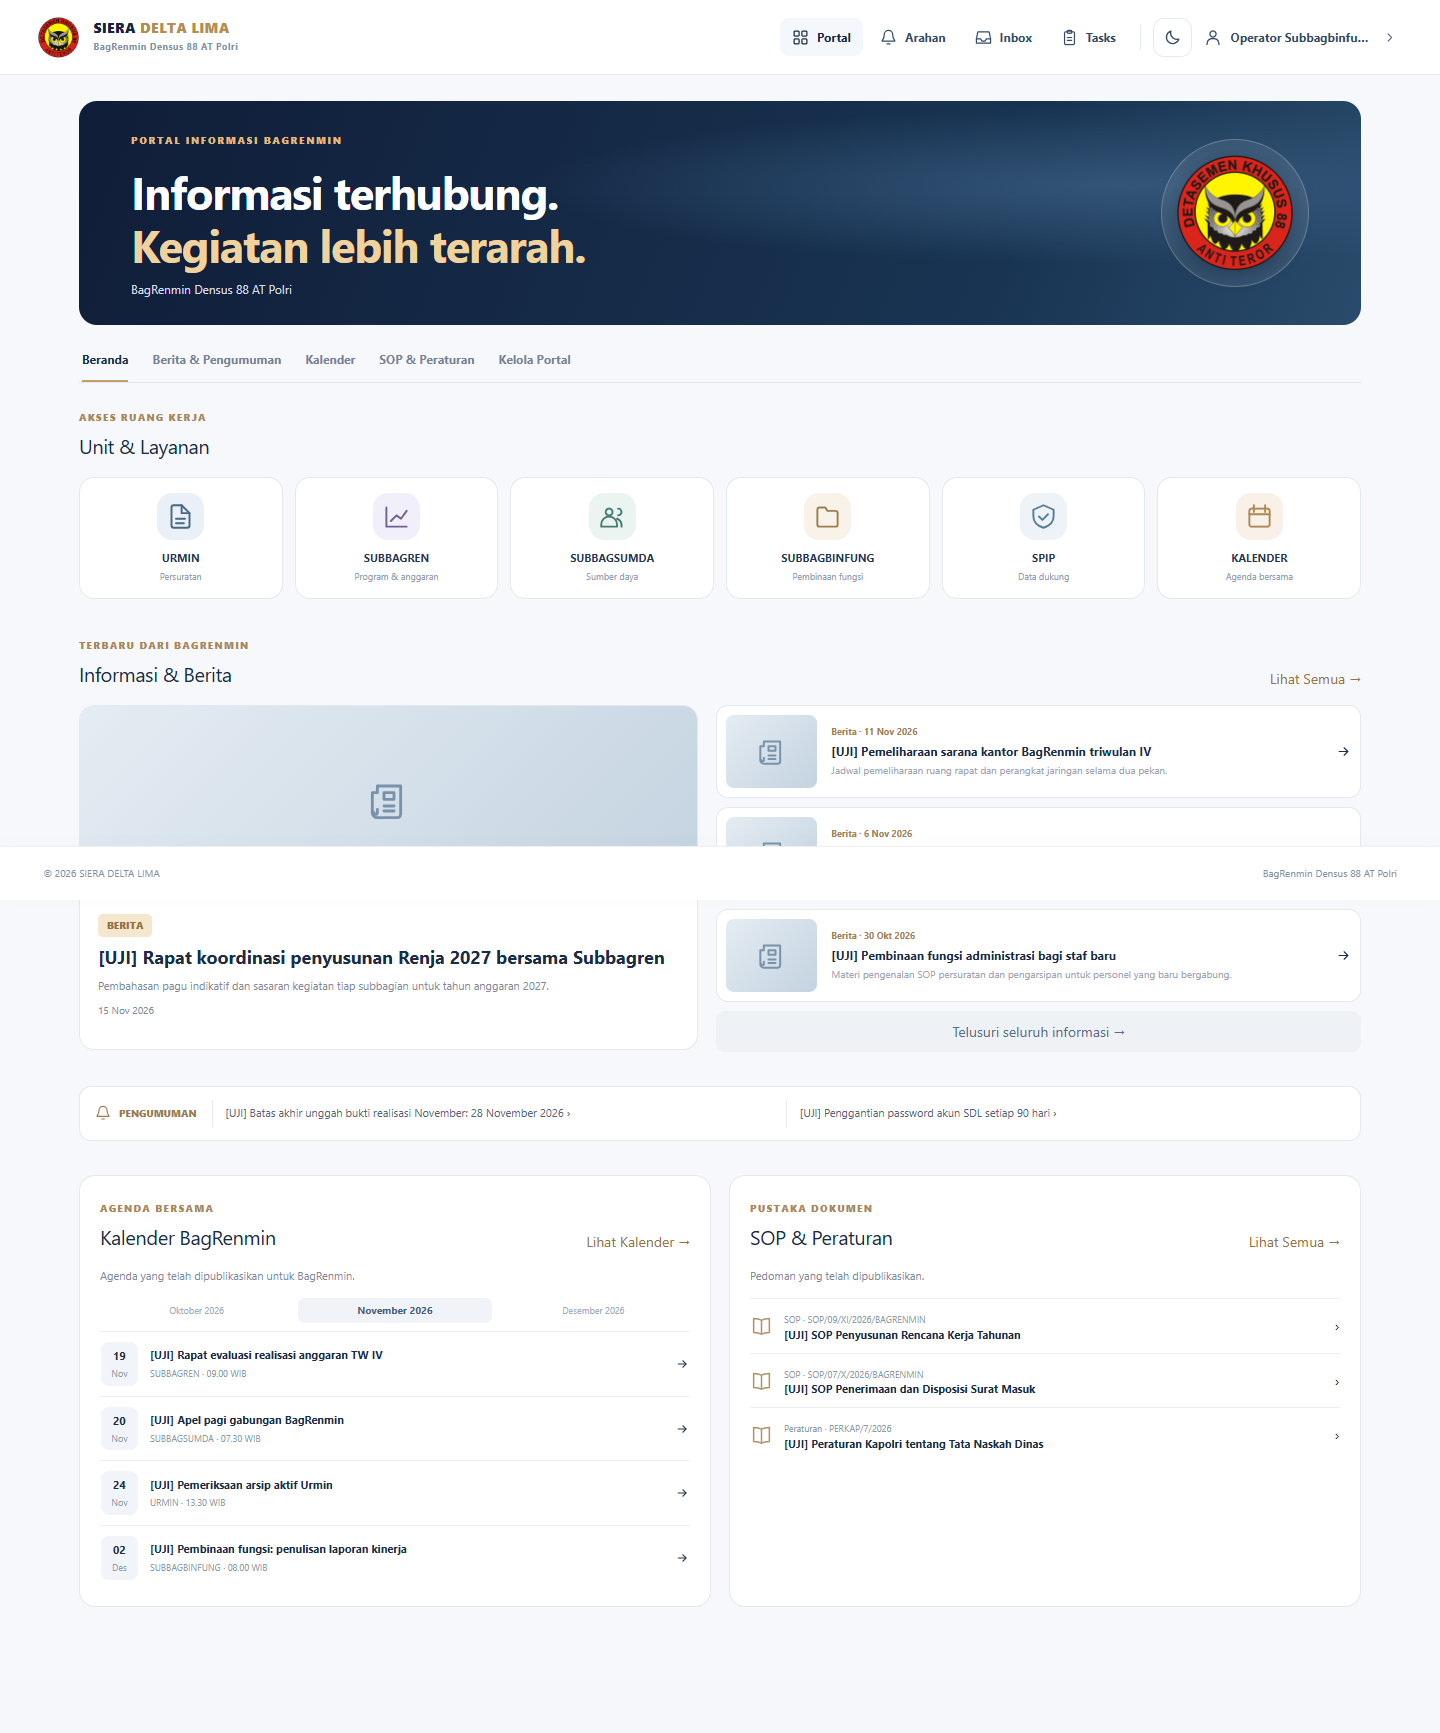 SIERA DELTA LIMA
BagRenmin Densus 88 AT Polri
Portal
Arahan
Inbox
Tasks
Operator Subbagbinfu...
PORTAL INFORMASI BAGRENMIN
Informasi terhubung.
Kegiatan lebih terarah.
BagRenmin Densus 88 AT Polri
DETASEMEN KHUSUS 88
ANTI TEROR
Beranda
Berita & Pengumuman
Kalender
SOP & Peraturan
Kelola Portal
AKSES RUANG KERJA
Unit & Layanan
URMIN
Persuratan
SUBBAGREN
Program & anggaran
SUBBAGSUMDA
Sumber daya
SUBBAGBINFUNG
Pembinaan fungsi
SPIP
Data dukung
KALENDER
Agenda bersama
TERBARU DARI BAGRENMIN
Informasi & Berita
Lihat Semua →
Berita · 11 Nov 2026
[UJI] Pemeliharaan sarana kantor BagRenmin triwulan IV
Jadwal pemeliharaan ruang rapat dan perangkat jaringan selama dua pekan.
Berita · 6 Nov 2026
© 2026 SIERA DELTA LIMA
BagRenmin Densus 88 AT Polri
BERITA
[UJI] Rapat koordinasi penyusunan Renja 2027 bersama Subbagren
Pembahasan pagu indikatif dan sasaran kegiatan tiap subbagian untuk tahun anggaran 2027.
15 Nov 2026
Berita · 30 Okt 2026
[UJI] Pembinaan fungsi administrasi bagi staf baru
Materi pengenalan SOP persuratan dan pengarsipan untuk personel yang baru bergabung.
Telusuri seluruh informasi →
PENGUMUMAN
[UJI] Batas akhir unggah bukti realisasi November: 28 November 2026 ›
[UJI] Penggantian password akun SDL setiap 90 hari ›
AGENDA BERSAMA
Kalender BagRenmin
Lihat Kalender →
Agenda yang telah dipublikasikan untuk BagRenmin.
Oktober 2026
November 2026
Desember 2026
19 Nov
[UJI] Rapat evaluasi realisasi anggaran TW IV
SUBBAGREN · 09.00 WIB
20 Nov
[UJI] Apel pagi gabungan BagRenmin
SUBBAGSUMDA · 07.30 WIB
24 Nov
[UJI] Pemeriksaan arsip aktif Urmin
URMIN · 13.30 WIB
02 Des
[UJI] Pembinaan fungsi: penulisan laporan kinerja
SUBBAGBINFUNG · 08.00 WIB
PUSTAKA DOKUMEN
SOP & Peraturan
Lihat Semua →
Pedoman yang telah dipublikasikan.
SOP · SOP/09/XI/2026/BAGRENMIN
[UJI] SOP Penyusunan Rencana Kerja Tahunan
SOP · SOP/07/X/2026/BAGRENMIN
[UJI] SOP Penerimaan dan Disposisi Surat Masuk
Peraturan · PERKAP/7/2026
[UJI] Peraturan Kapolri tentang Tata Naskah Dinas